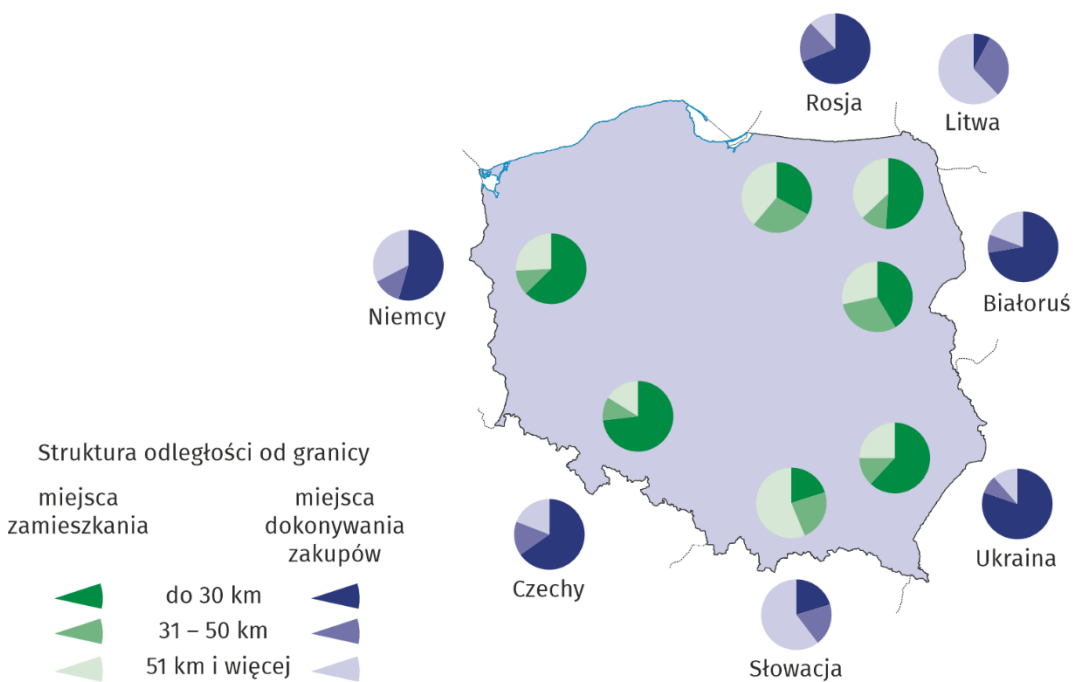 Rosja
Litwa
Białoruś
Niemcy
Struktura odległości od granicy
miejsca
zamieszkania
miejsca
dokonywania
zakupów
do 30 km
31 – 50 km
51 km i więcej
Czechy
Ukraina
Słowacja